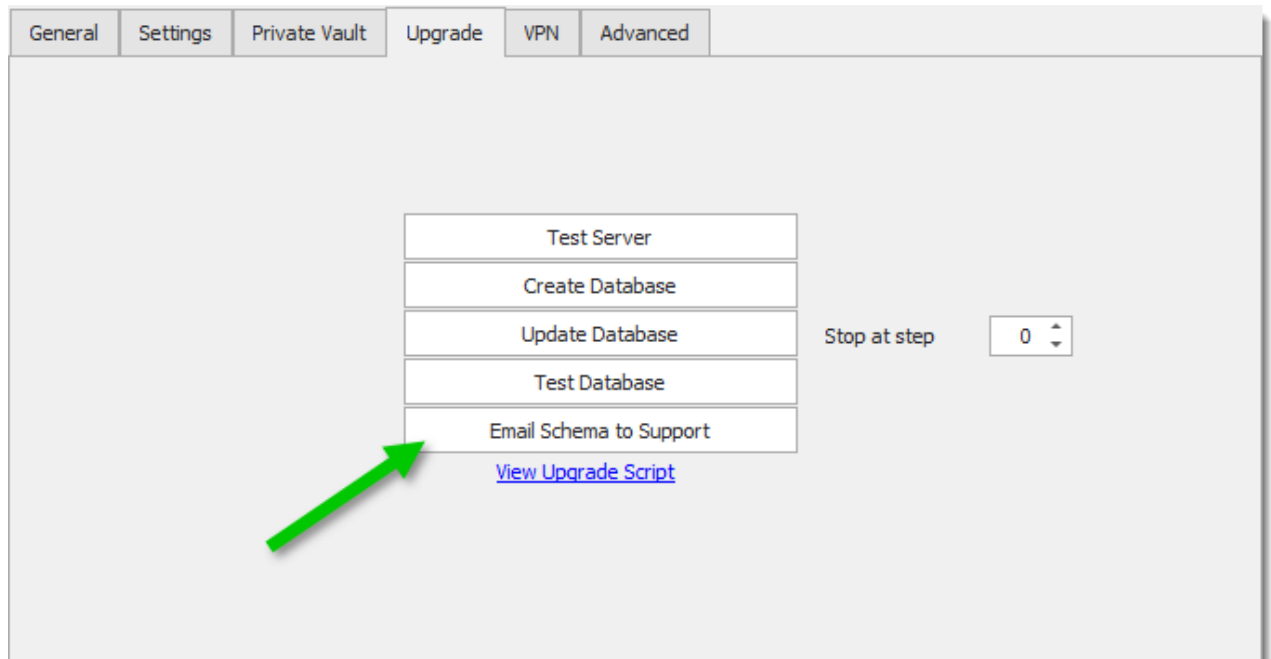 General Settings Private Vault Upgrade VPN Advanced
Test Server
Create Database
Update Database Stop at step 0
Test Database
Email Schema to Support
View Upgrade Script